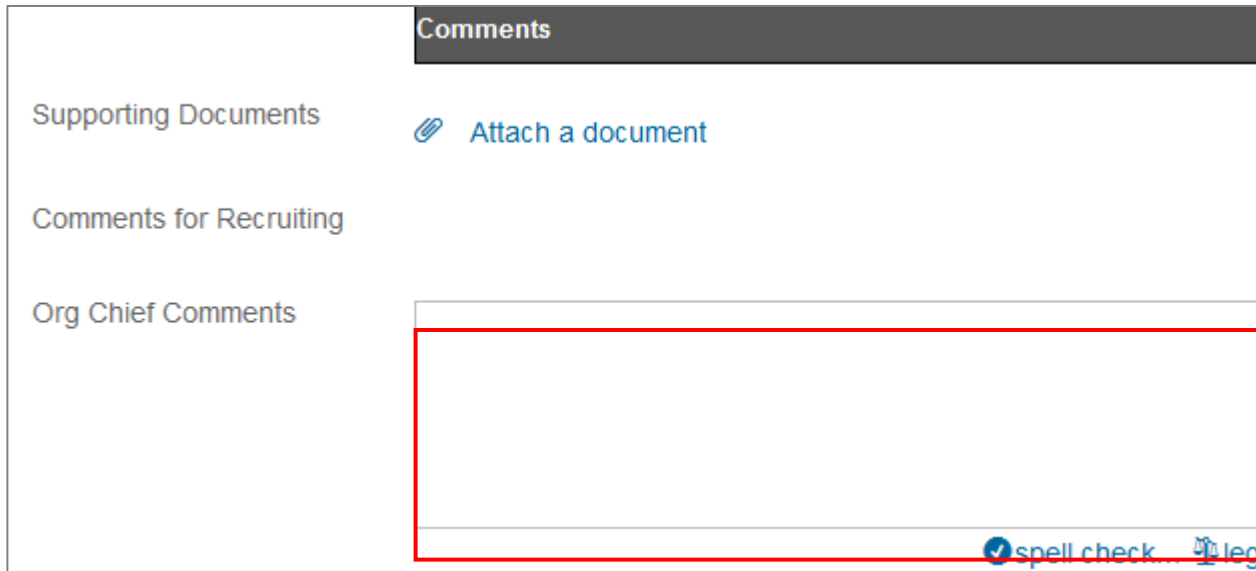 Comments
Supporting Documents
Attach a document
Comments for Recruiting
Org Chief Comments
spell check...